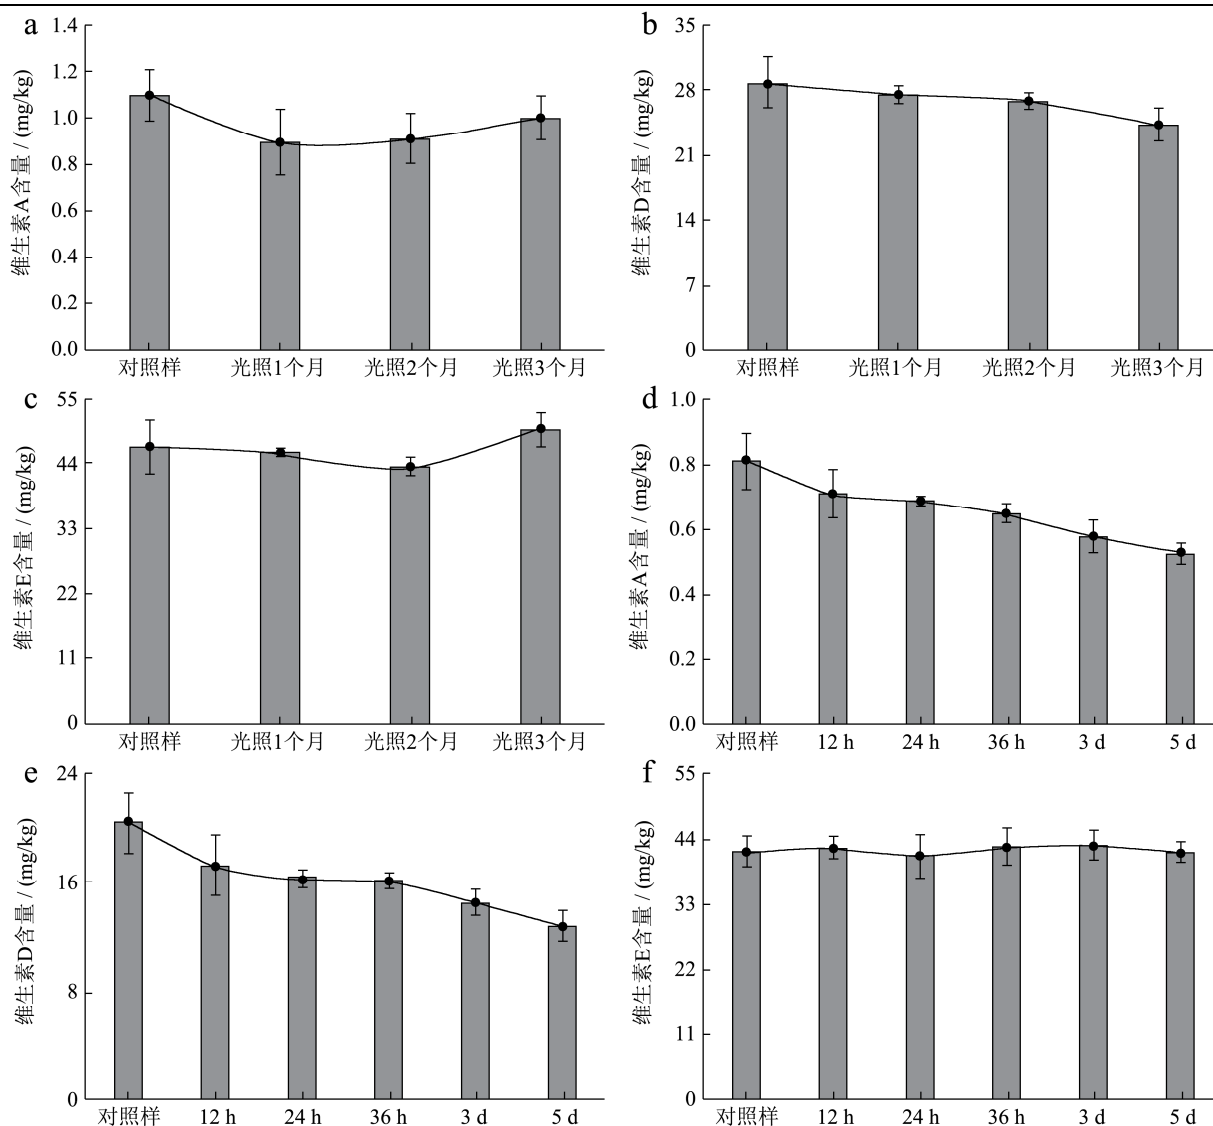 a
维生素A含量 / (mg/kg)
1.4
1.2
1.0
0.8
0.6
0.4
0.2
0.0
对照样 光照1个月 光照2个月 光照3个月
b
维生素D含量 / (mg/kg)
35
28
21
14
7
0
对照样 光照1个月 光照2个月 光照3个月
c
维生素E含量 / (mg/kg)
55
44
33
22
11
0
对照样 光照1个月 光照2个月 光照3个月
d
维生素A含量 / (mg/kg)
1.0
0.8
0.6
0.4
0.2
0.0
对照样 12 h 24 h 36 h 3 d 5 d
e
维生素D含量 / (mg/kg)
24
16
8
0
对照样 12 h 24 h 36 h 3 d 5 d
f
维生素E含量 / (mg/kg)
55
44
33
22
11
0
对照样 12 h 24 h 36 h 3 d 5 d